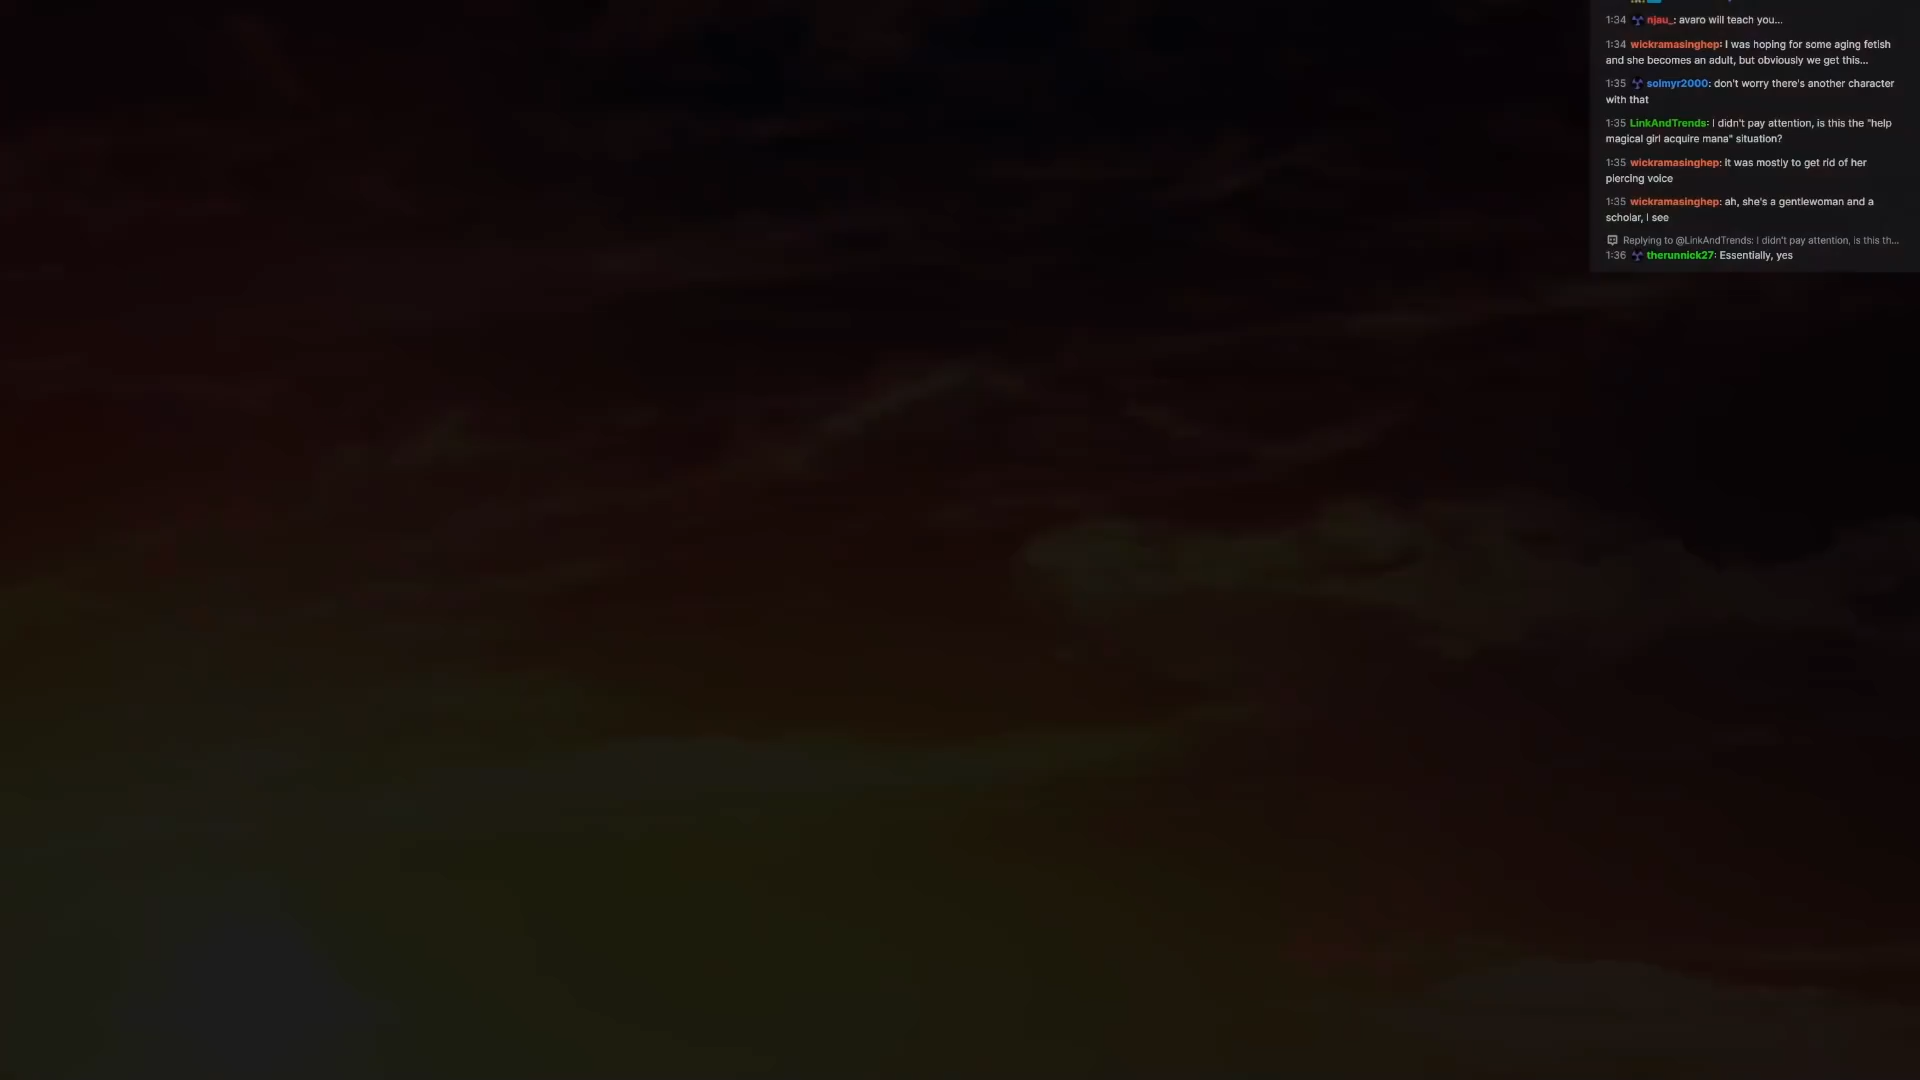 1:34 njau_: avaro will teach you...
1:34 wickramasinghep: I was hoping for some aging fetish
and she becomes an adult, but obviously we get this...
1:35 solmyr2000: don't worry there's another character
with that
1:35 LinkAndTrends: I didn't pay attention, is this the "help
magical girl acquire mana" situation?
1:35 wickramasinghep: it was mostly to get rid of her
piercing voice
1:35 wickramasinghep: ah, she's a gentlewoman and a
scholar, I see
Replying to @LinkAndTrends: I didn't pay attention, is this th...
1:36 therunnick27: Essentially, yes